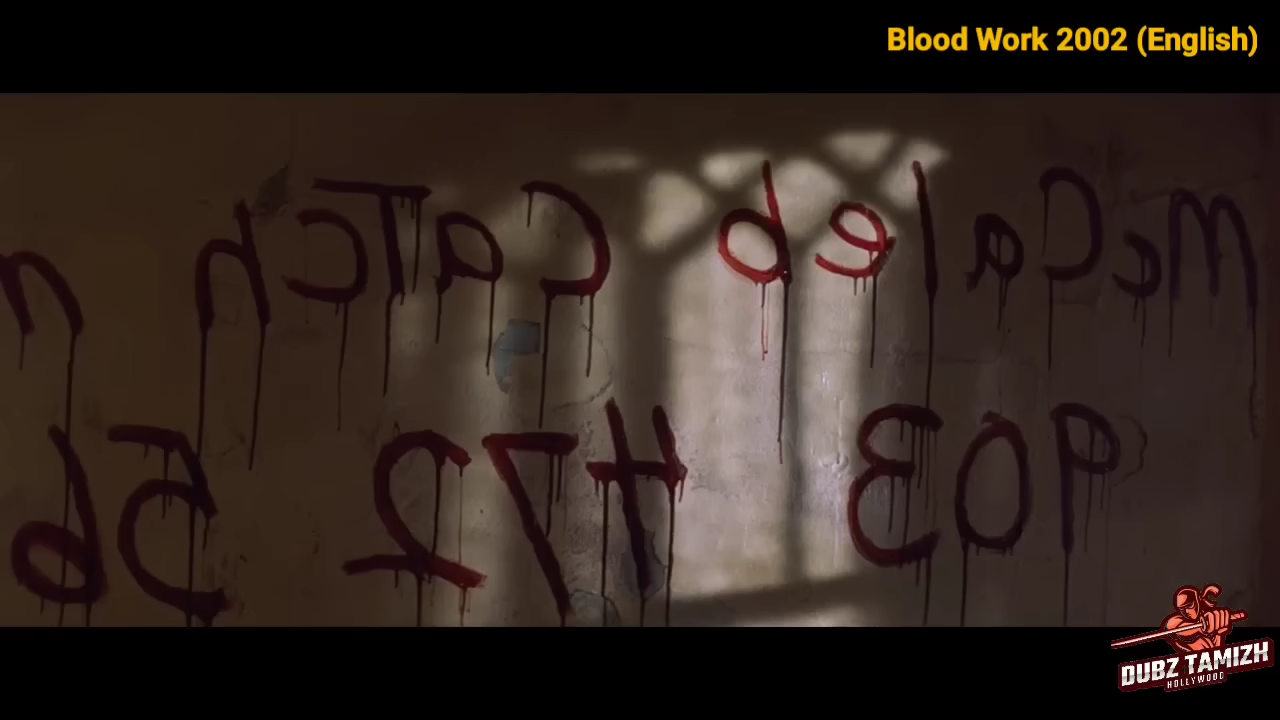 Blood Work 2002 (English)
McCaleb CaTch
903 472 56
DUBZ TAMIZH
HOLLYWOOD